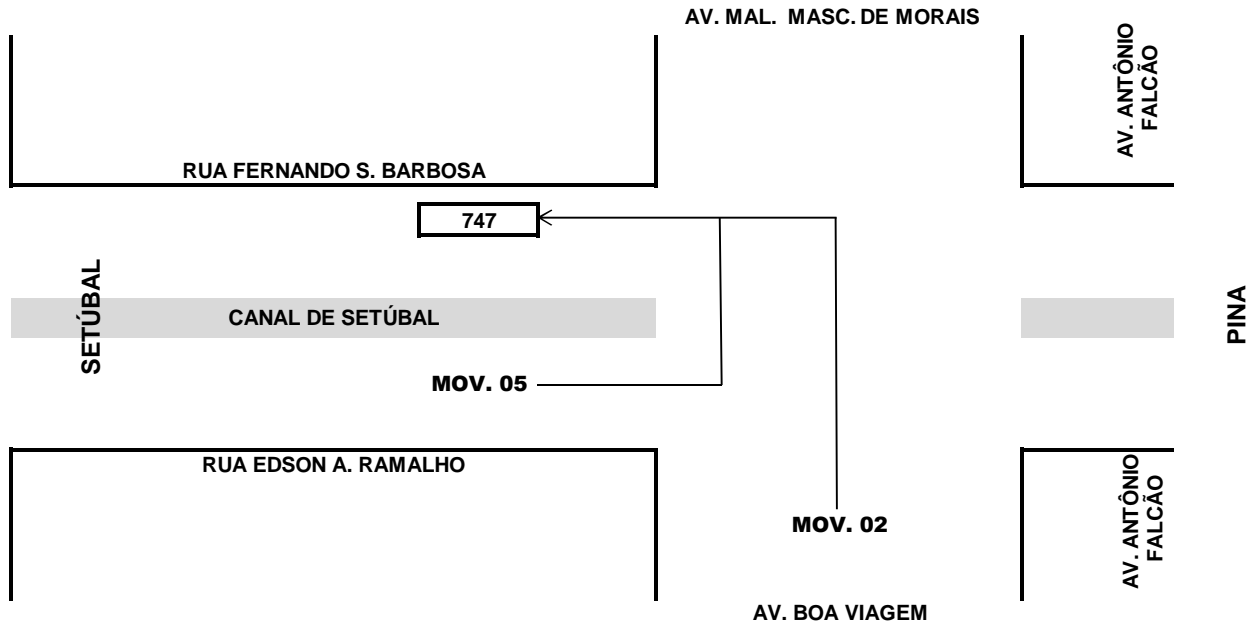 AV. MAL. MASC. DE MORAIS
AV. ANTÔNIO
FALCÃO
RUA FERNANDO S. BARBOSA
747
SETÚBAL
CANAL DE SETÚBAL
PINA
MOV. 05
RUA EDSON A. RAMALHO
MOV. 02
AV. ANTÔNIO
FALCÃO
AV. BOA VIAGEM